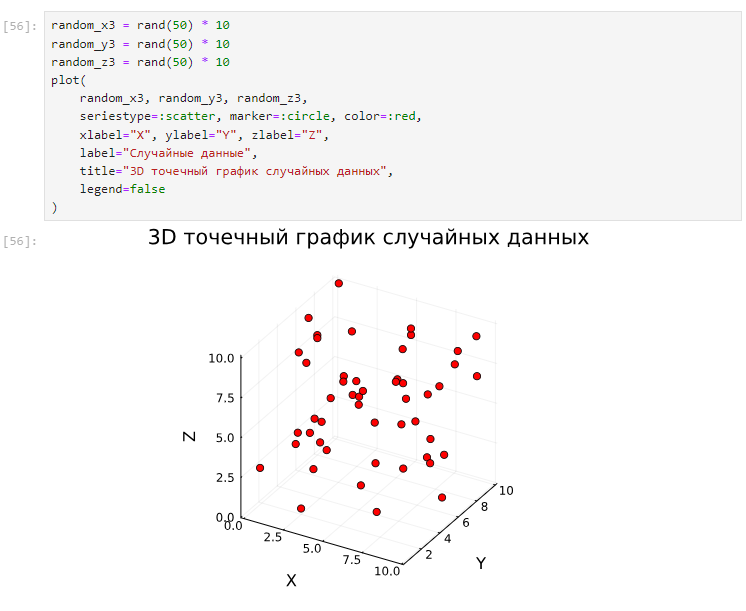 [56]:
random_x3 = rand(50) * 10
random_y3 = rand(50) * 10
random_z3 = rand(50) * 10
plot(
    random_x3, random_y3, random_z3,
    seriestype=:scatter, marker=:circle, color=:red,
    xlabel="X", ylabel="Y", zlabel="Z",
    label="Случайные данные",
    title="3D точечный график случайных данных",
    legend=false
)
[56]:
3D точечный график случайных данных
10.0
7.5
5.0
2.5
0.0
Z
0.0
2.5
5.0
7.5
10.0
X
2
4
6
8
10
Y